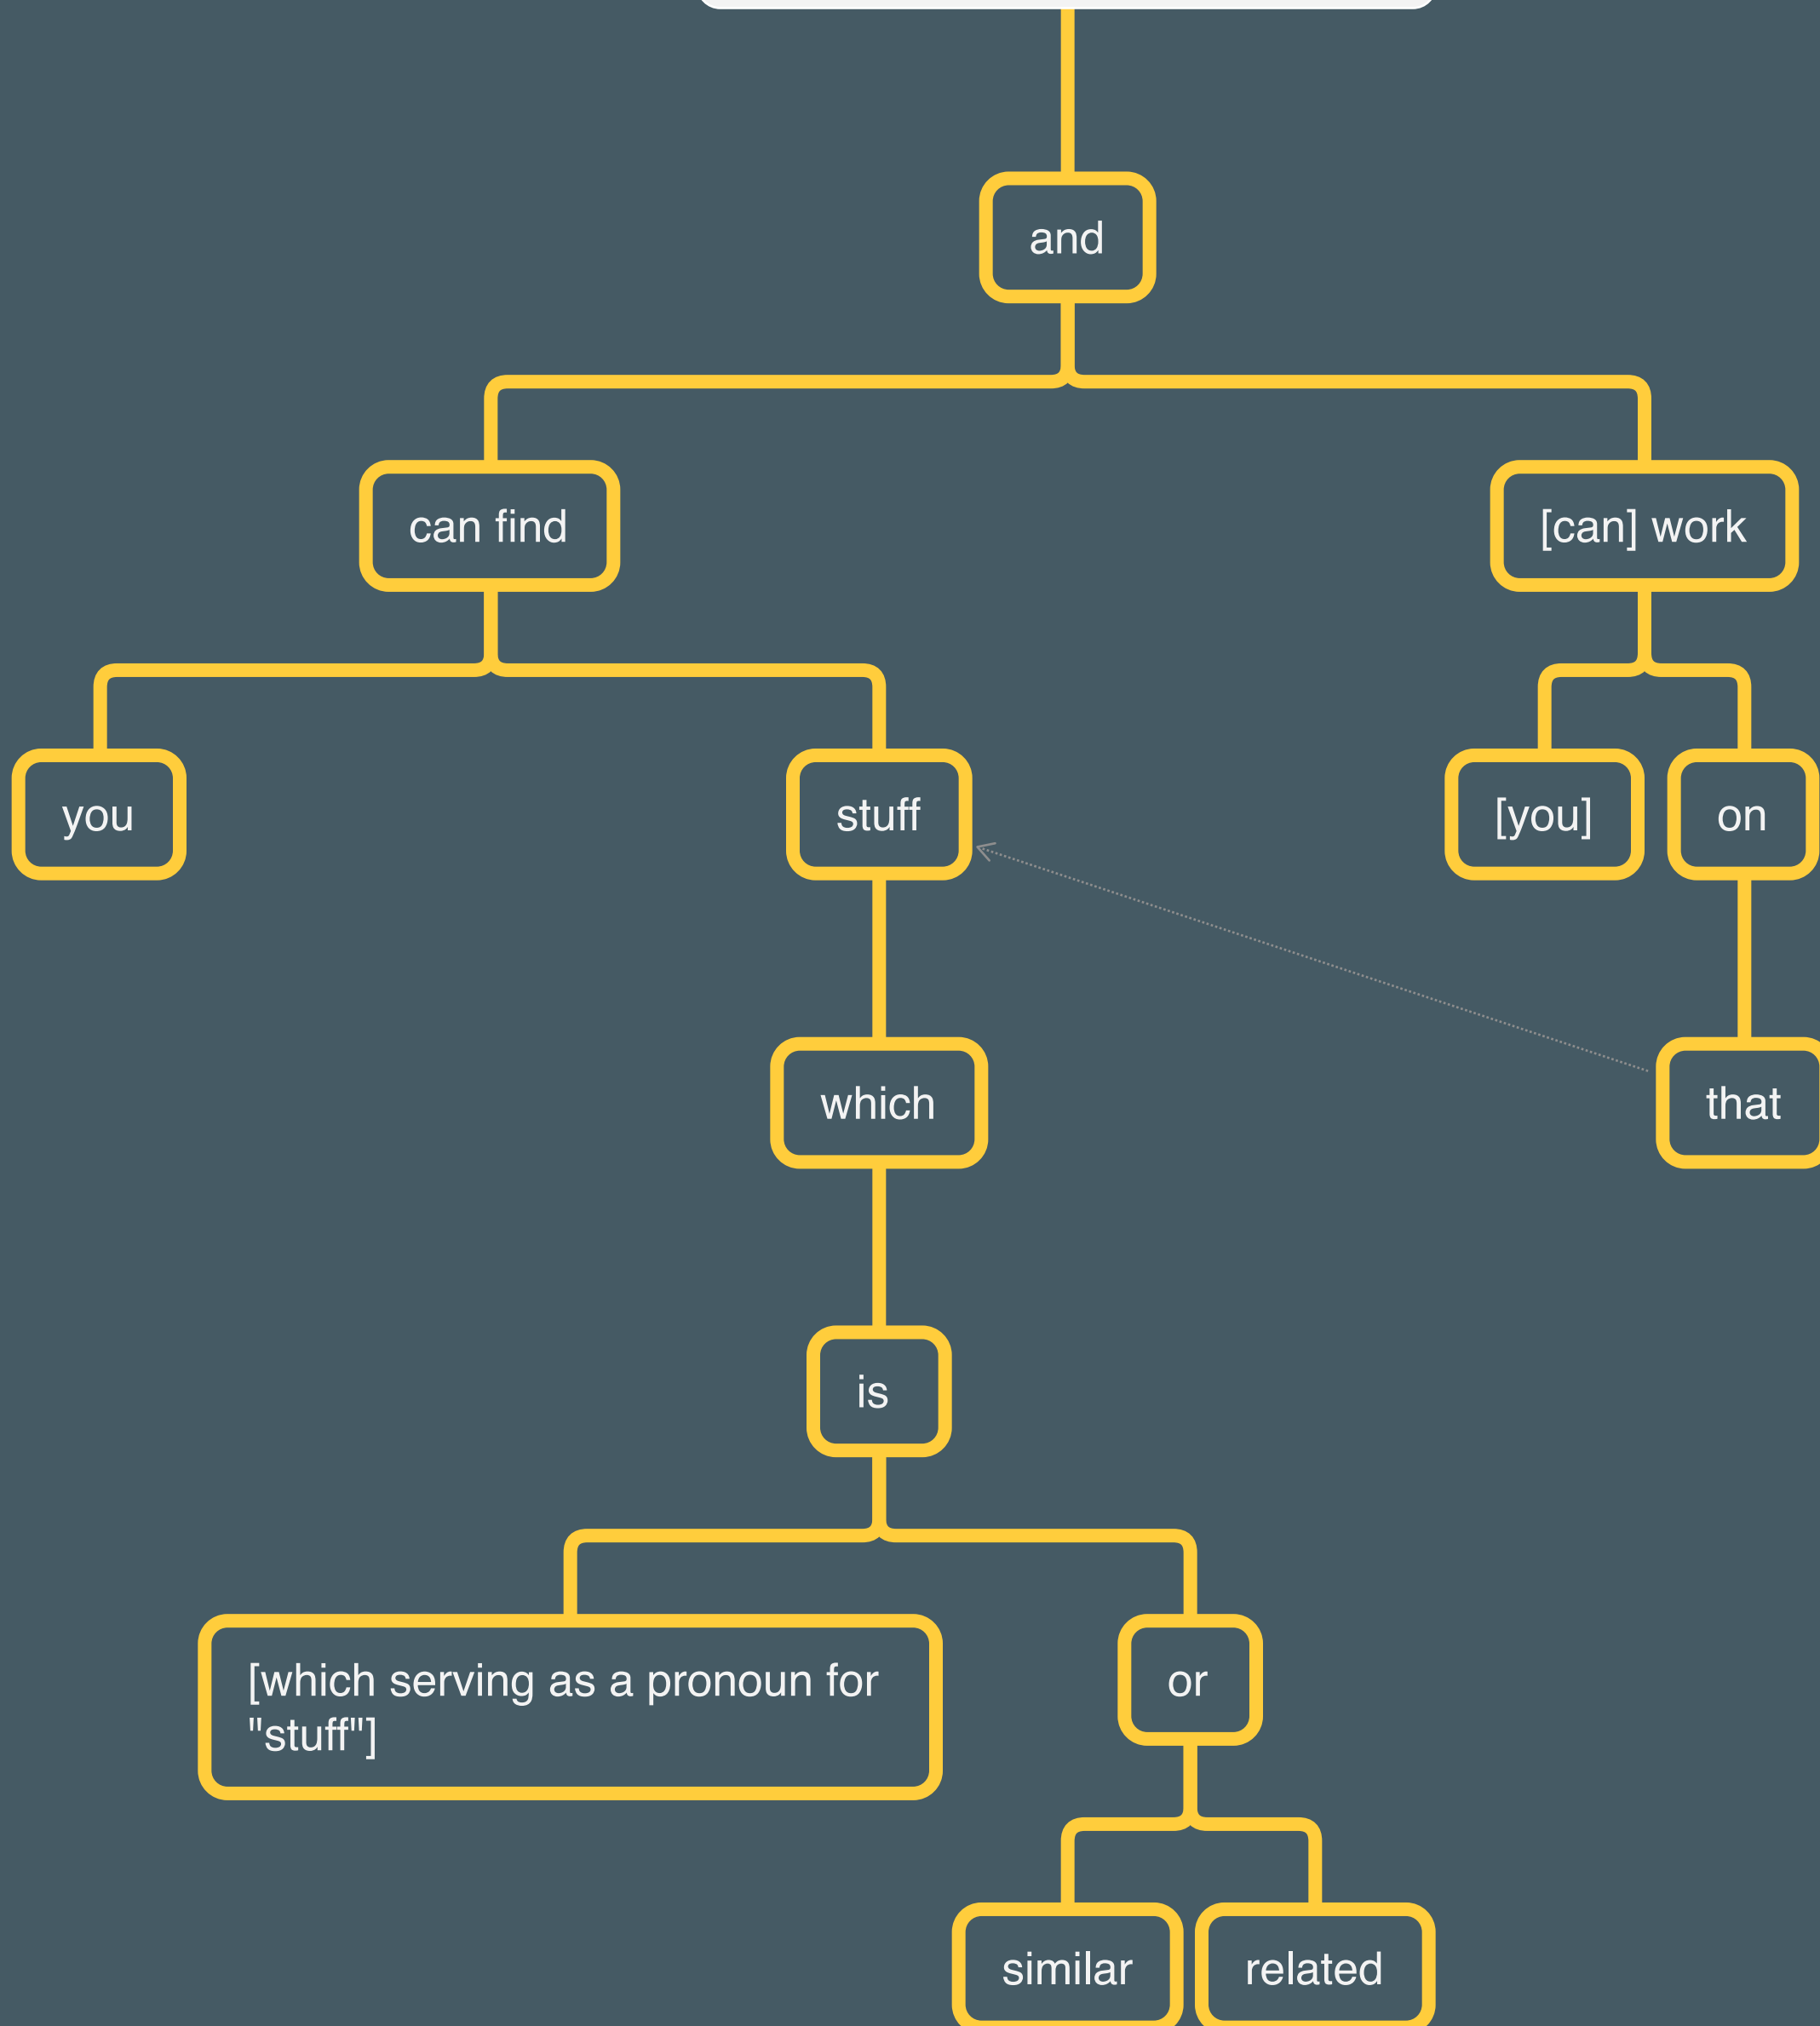 and
can find
[can] work
you
stuff
[you]
on
which
that
is
[which serving as a pronoun for
"stuff"]
or
similar
related